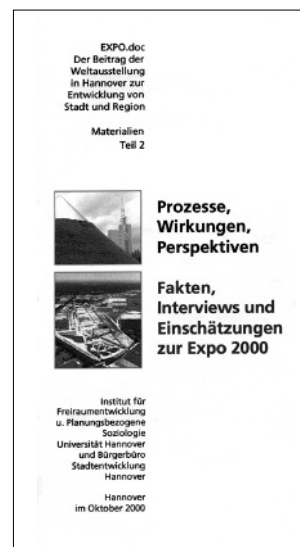 EXPO.doc
Der Beitrag der
Weltausstellung
in Hannover zur
Entwicklung von
Stadt und Region
Materialien
Teil 2
Prozesse,
Wirkungen,
Perspektiven
Fakten,
Interviews und
Einschätzungen
zur Expo 2000
Institut für
Freiraumentwicklung
u. Planungsbezogene
Soziologie
Universität Hannover
und Bürgerbüro
Stadtentwicklung
Hannover
Hannover
im Oktober 2000